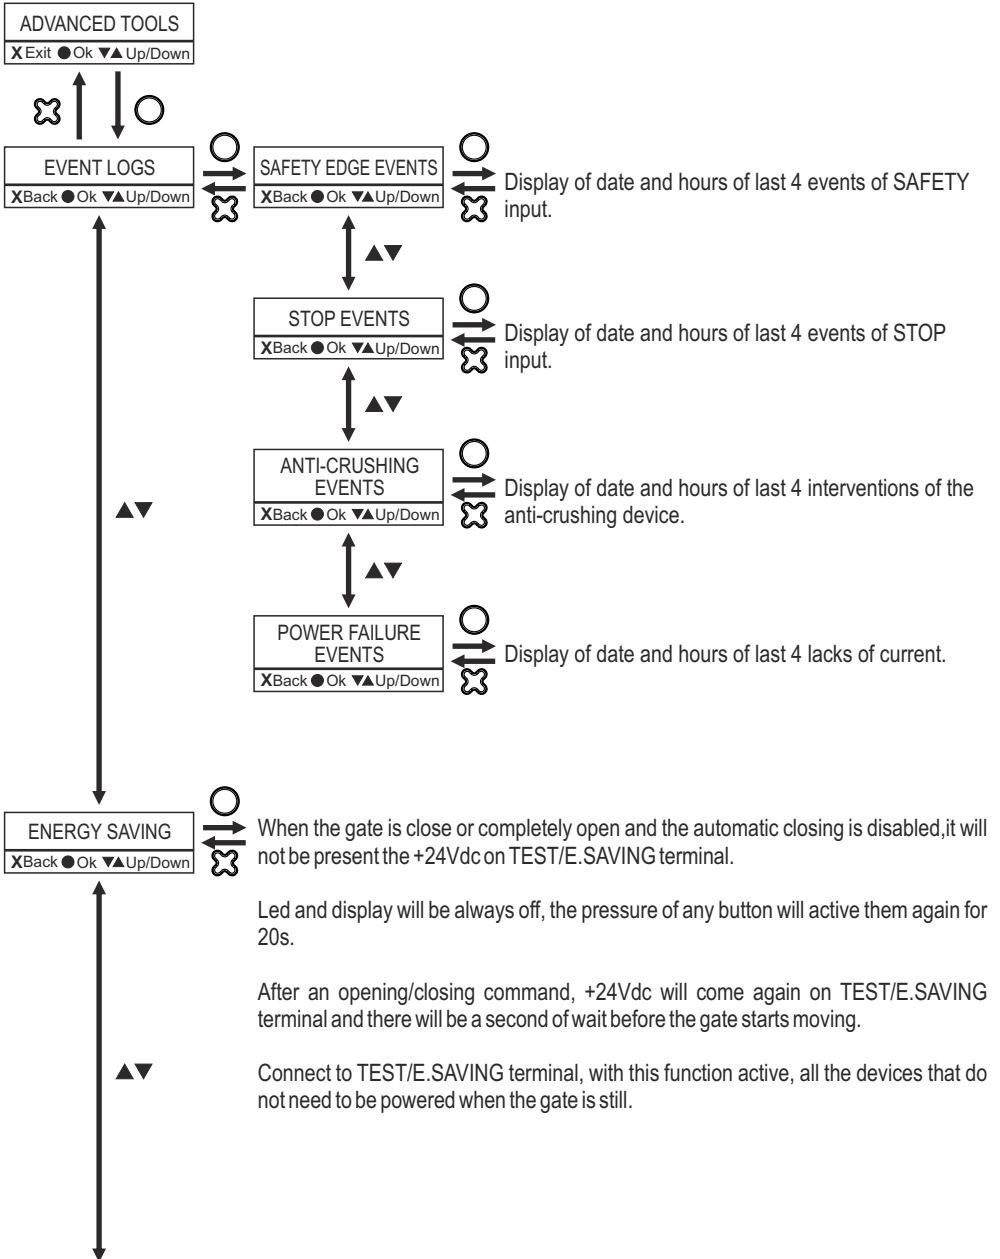 ADVANCED TOOLS
X Exit ● Ok ▼▲ Up/Down
EVENT LOGS
XBack ● Ok ▼▲Up/Down
SAFETY EDGE EVENTS
XBack ● Ok ▼▲Up/Down
Display of date and hours of last 4 events of SAFETY
input.
▲▼
STOP EVENTS
XBack ● Ok ▼▲Up/Down
Display of date and hours of last 4 events of STOP
input.
▲▼
ANTI-CRUSHING
EVENTS
XBack ● Ok ▼▲Up/Down
Display of date and hours of last 4 interventions of the
anti-crushing device.
▲▼
▲▼
POWER FAILURE
EVENTS
XBack ● Ok ▼▲Up/Down
Display of date and hours of last 4 lacks of current.
ENERGY SAVING
XBack ● Ok ▼▲Up/Down
When the gate is close or completely open and the automatic closing is disabled,it will
not be present the +24Vdc on TEST/E.SAVING terminal.
Led and display will be always off, the pressure of any button will active them again for
20s.
After an opening/closing command, +24Vdc will come again on TEST/E.SAVING
terminal and there will be a second of wait before the gate starts moving.
▲▼
Connect to TEST/E.SAVING terminal, with this function active, all the devices that do
not need to be powered when the gate is still.